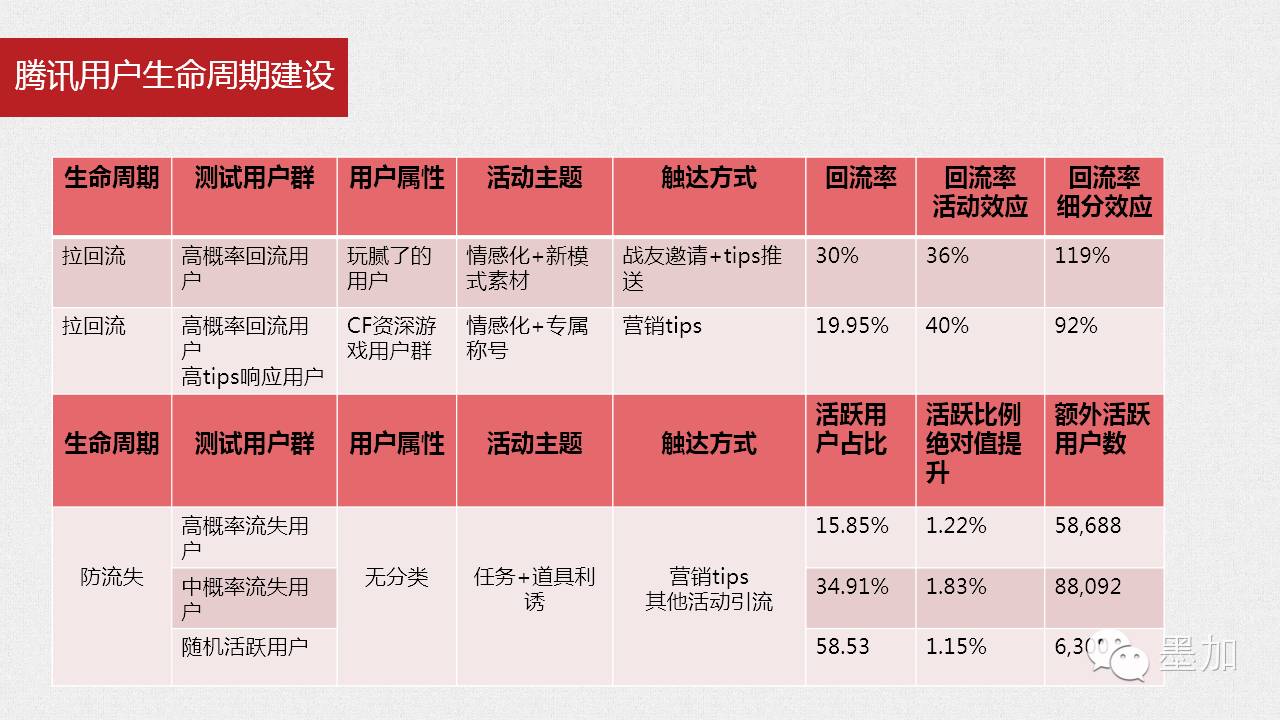 腾讯用户生命周期建设
生命周期 测试用户群 用户属性 活动主题 触达方式 回流率 回流率 回流率
活动效应 细分效应
拉回流 高概率回流用 玩腻了的 情感化+新模 战友邀请+tips推 30% 36% 119%
户 用户 式素材 送
拉回流 高概率回流用 CF资深游 情感化+专属 营销tips 19.95% 40% 92%
户 戏用户群 称号
高tips响应用户
生命周期 测试用户群 用户属性 活动主题 触达方式 活跃用 活跃比例 额外活跃
户占比 绝对值提 用户数
升
高概率流失用 15.85% 1.22% 58,688
户
防流失 中概率流失用 无分类 任务+道具利 营销tips 34.91% 1.83% 88,092
户 诱 其他活动引流
随机活跃用户 58.53 1.15%
墨加